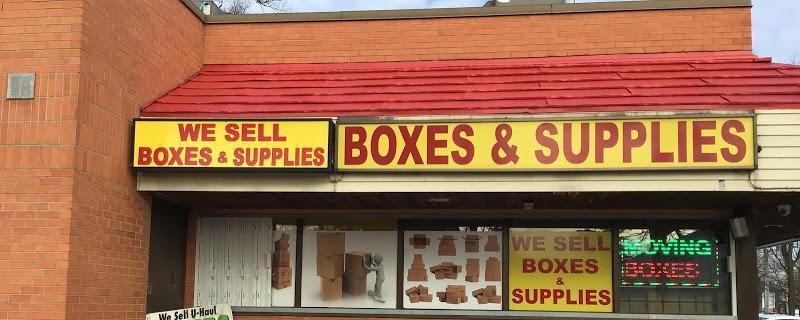 WE SELL
BOXES & SUPPLIES
BOXES & SUPPLIES
WE SELL
BOXES
&
SUPPLIES
MOVING
BOXES
We Sell U-Haul